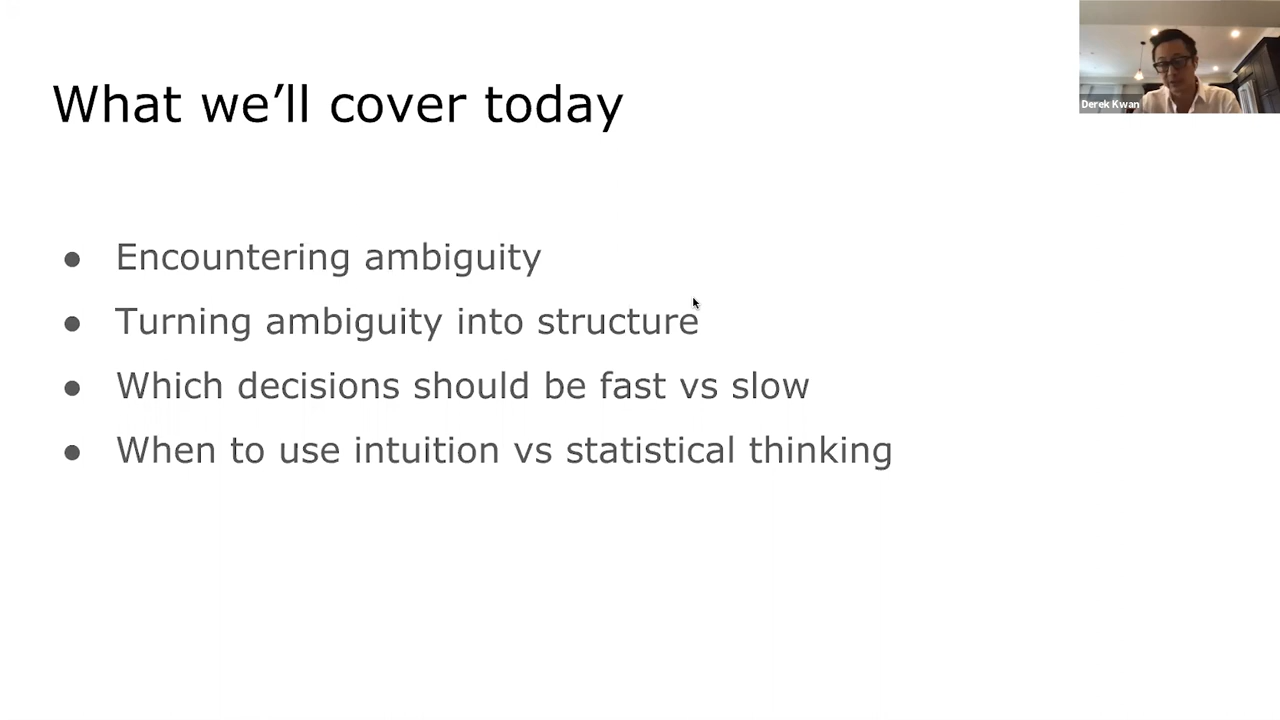 What we’ll cover today
Derek Kwan
● Encountering ambiguity
● Turning ambiguity into structure
● Which decisions should be fast vs slow
● When to use intuition vs statistical thinking